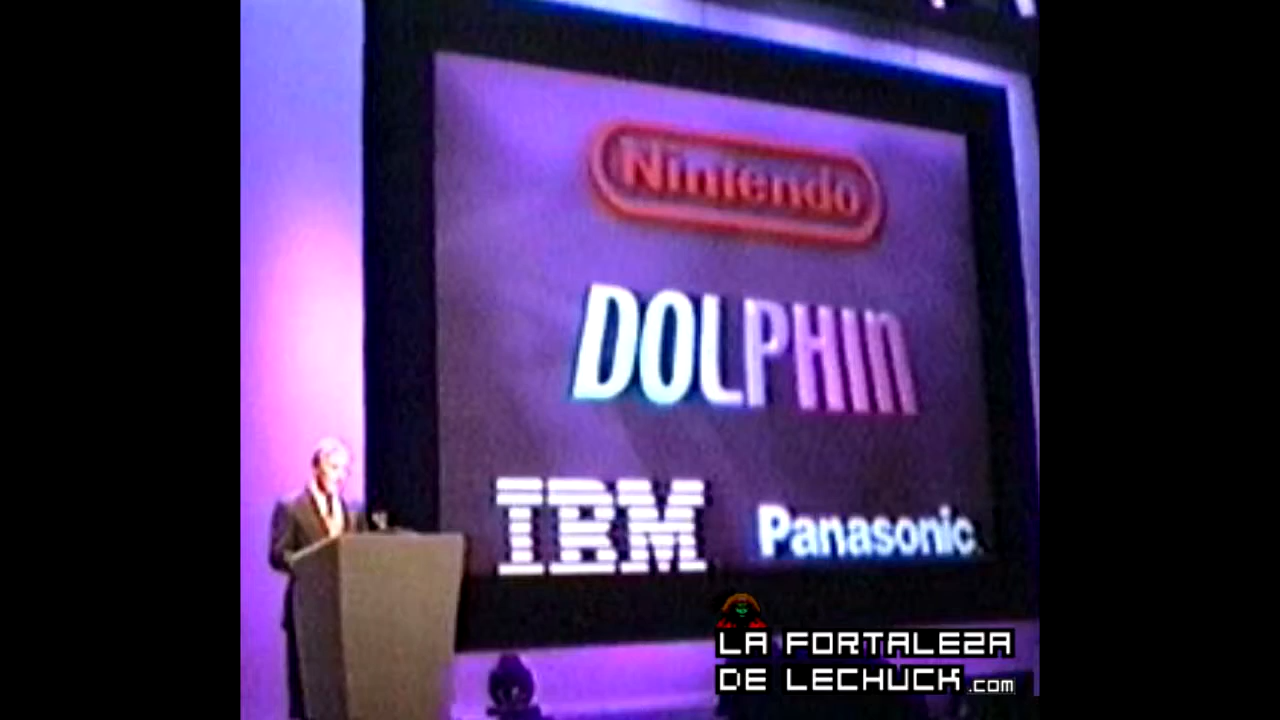 Nintendo
DOLPHIN
IBM Panasonic
LA FORTALEZA
DE LECHUCK.com